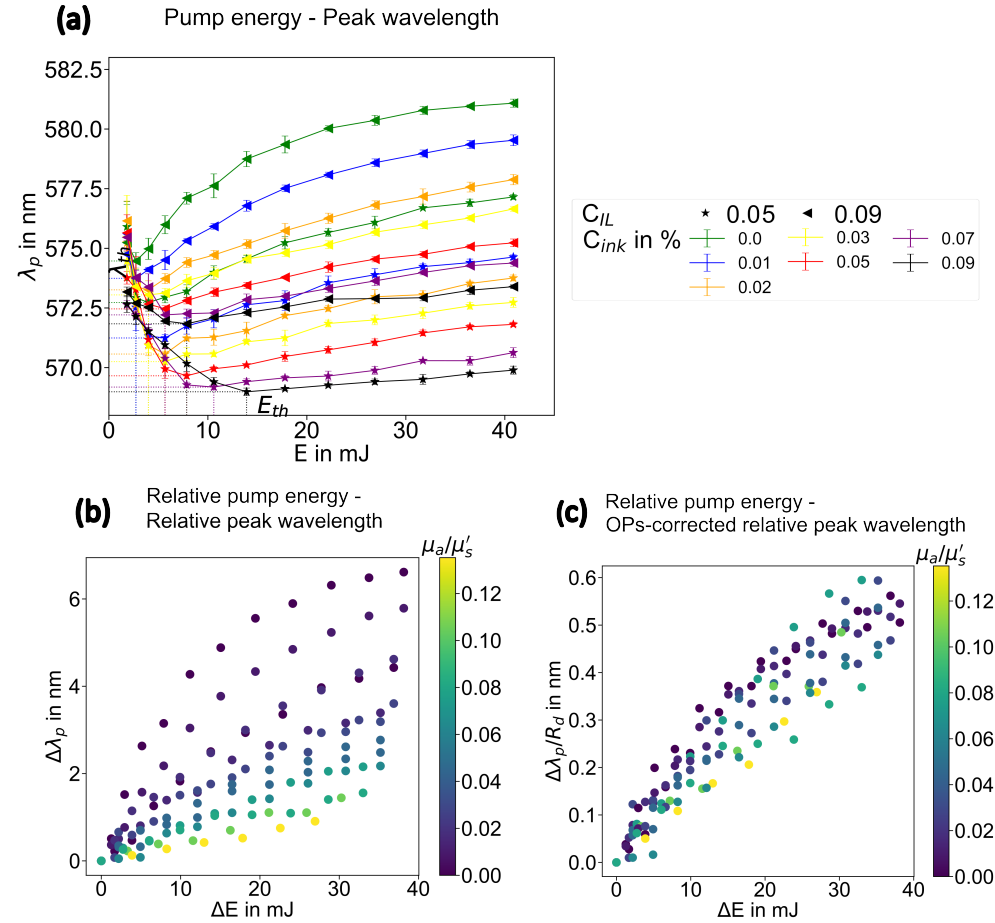 (a)
Pump energy - Peak wavelength
582.5
580.0
577.5
575.0
572.5
570.0
λp in nm
λth
Eth
0 10 20 30 40
E in mJ
CIL ★ 0.05 ◄ 0.09
Cink in %
0.0 0.03 0.07
0.01 0.05 0.09
0.02
(b)
Relative pump energy -
Relative peak wavelength
6
4
2
0
Δλp in nm
0 10 20 30 40
ΔE in mJ
μa/μ′s
0.12
0.10
0.08
0.06
0.04
0.02
0.00
(c)
Relative pump energy -
OPs-corrected relative peak wavelength
0.6
0.5
0.4
0.3
0.2
0.1
0.0
Δλp/Rd in nm
0 10 20 30 40
ΔE in mJ
μa/μ′s
0.12
0.10
0.08
0.06
0.04
0.02
0.00